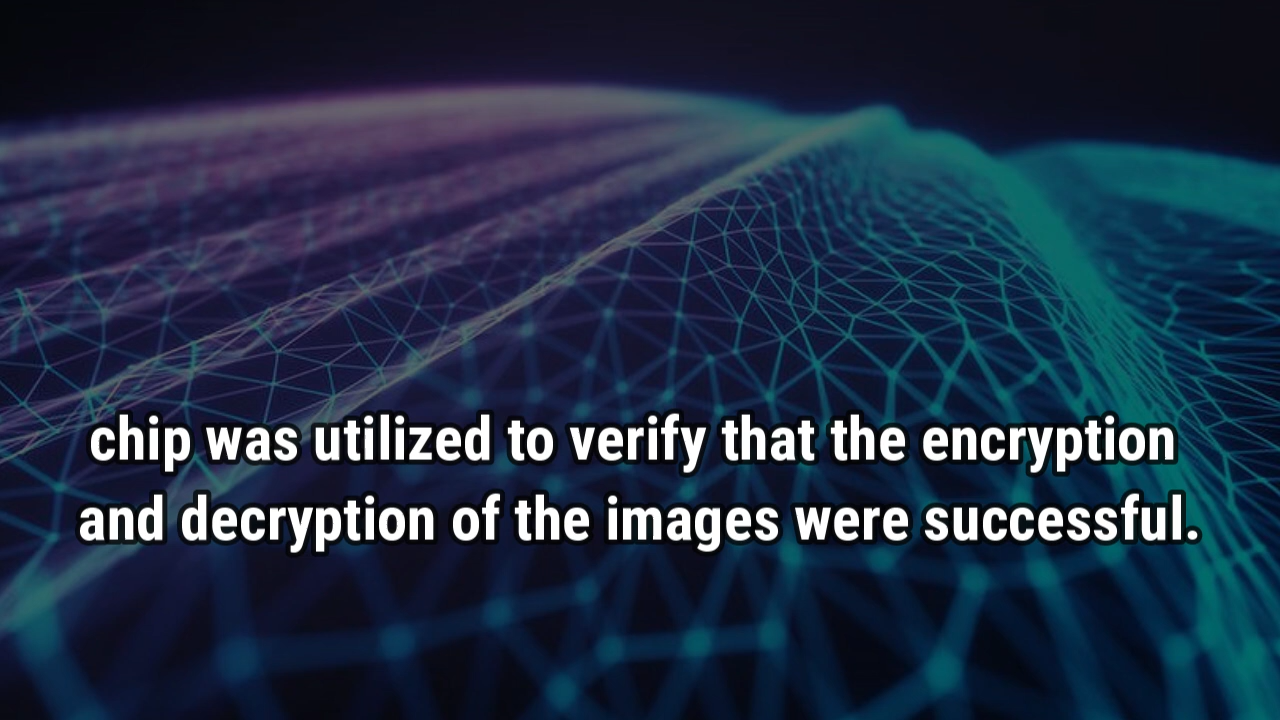 chip was utilized to verify that the encryption
and decryption of the images were successful.